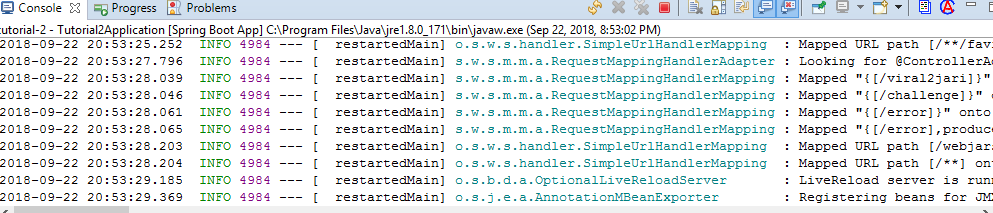 Console Progress Problems
tutorial-2 - Tutorial2Application [Spring Boot App] C:\Program Files\Java\jre1.8.0_171\bin\javaw.exe (Sep 22, 2018, 8:53:02 PM)
2018-09-22 20:53:25.252 INFO 4984 --- [ restartedMain] o.s.w.s.handler.SimpleUrlHandlerMapping : Mapped URL path [/**/favi
2018-09-22 20:53:27.796 INFO 4984 --- [ restartedMain] s.w.s.m.m.a.RequestMappingHandlerAdapter : Looking for @ControllerAd
2018-09-22 20:53:28.039 INFO 4984 --- [ restartedMain] s.w.s.m.m.a.RequestMappingHandlerMapping : Mapped "{[/viral2jari]}"
2018-09-22 20:53:28.046 INFO 4984 --- [ restartedMain] s.w.s.m.m.a.RequestMappingHandlerMapping : Mapped "{[/challenge]}" o
2018-09-22 20:53:28.061 INFO 4984 --- [ restartedMain] s.w.s.m.m.a.RequestMappingHandlerMapping : Mapped "{[/error]}" onto
2018-09-22 20:53:28.065 INFO 4984 --- [ restartedMain] s.w.s.m.m.a.RequestMappingHandlerMapping : Mapped "{[/error],produce
2018-09-22 20:53:28.203 INFO 4984 --- [ restartedMain] o.s.w.s.handler.SimpleUrlHandlerMapping : Mapped URL path [/webjars
2018-09-22 20:53:28.204 INFO 4984 --- [ restartedMain] o.s.w.s.handler.SimpleUrlHandlerMapping : Mapped URL path [/**] ont
2018-09-22 20:53:29.185 INFO 4984 --- [ restartedMain] o.s.b.d.a.OptionalLiveReloadServer : LiveReload server is runn
2018-09-22 20:53:29.369 INFO 4984 --- [ restartedMain] o.s.j.e.a.AnnotationMBeanExporter : Registering beans for JMX